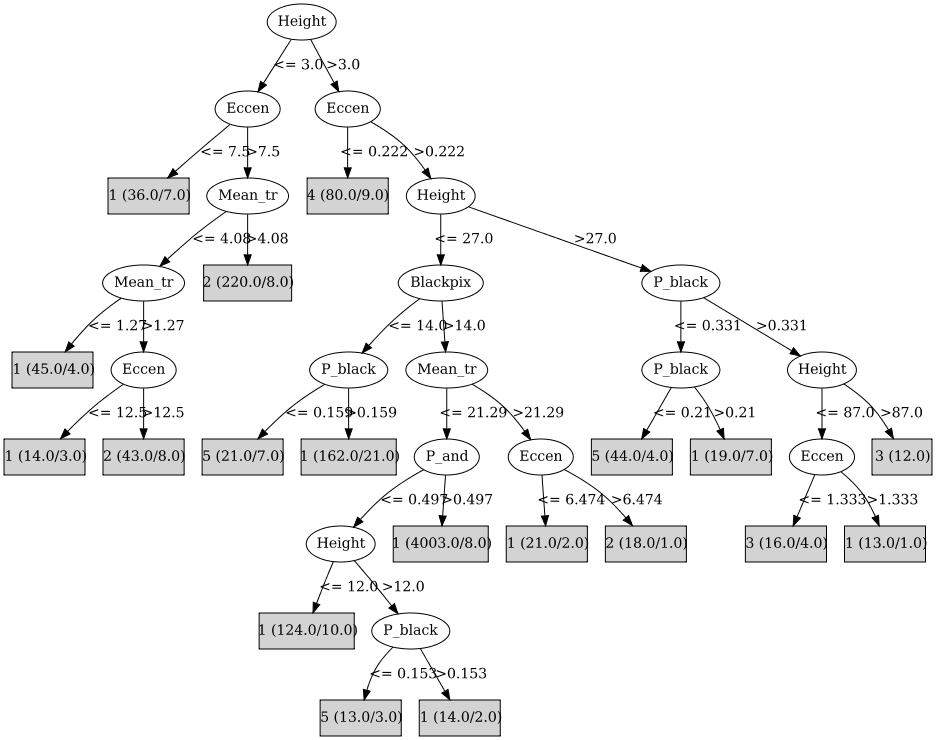 Height
<= 3.0 >3.0
Eccen Eccen
<= 7.5 >7.5 <= 0.222 >0.222
1 (36.0/7.0) Mean_tr 4 (80.0/9.0) Height
<= 4.08 >4.08 <= 27.0 >27.0
Mean_tr 2 (220.0/8.0) Blackpix P_black
<= 1.27 >1.27 <= 14.0 >14.0 <= 0.331 >0.331
1 (45.0/4.0) Eccen P_black Mean_tr P_black Height
<= 12.5 >12.5 <= 0.159 >0.159 <= 21.29 >21.29 <= 0.21 >0.21 <= 87.0 >87.0
1 (14.0/3.0) 2 (43.0/8.0) 5 (21.0/7.0) 1 (162.0/21.0) P_and Eccen 5 (44.0/4.0) 1 (19.0/7.0) Eccen 3 (12.0)
<= 0.497 >0.497 <= 6.474 >6.474 <= 1.333 >1.333
Height 1 (4003.0/8.0) 1 (21.0/2.0) 2 (18.0/1.0) 3 (16.0/4.0) 1 (13.0/1.0)
<= 12.0 >12.0
1 (124.0/10.0) P_black
<= 0.153 >0.153
5 (13.0/3.0) 1 (14.0/2.0)